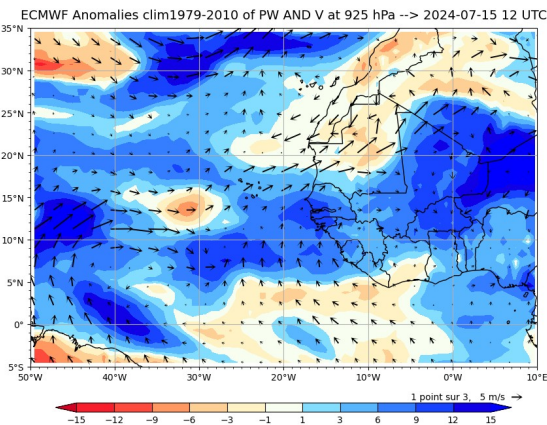 ECMWF Anomalies clim1979-2010 of PW AND V at 925 hPa --> 2024-07-15 12 UTC
35°N
30°N
25°N
20°N
15°N
10°N
5°N
0°
5°S
50°W 40°W 30°W 20°W 10°W 0°W 10°E
1 point sur 3, 5 m/s
−15 −12 −9 −6 −3 −1 1 3 6 9 12 15